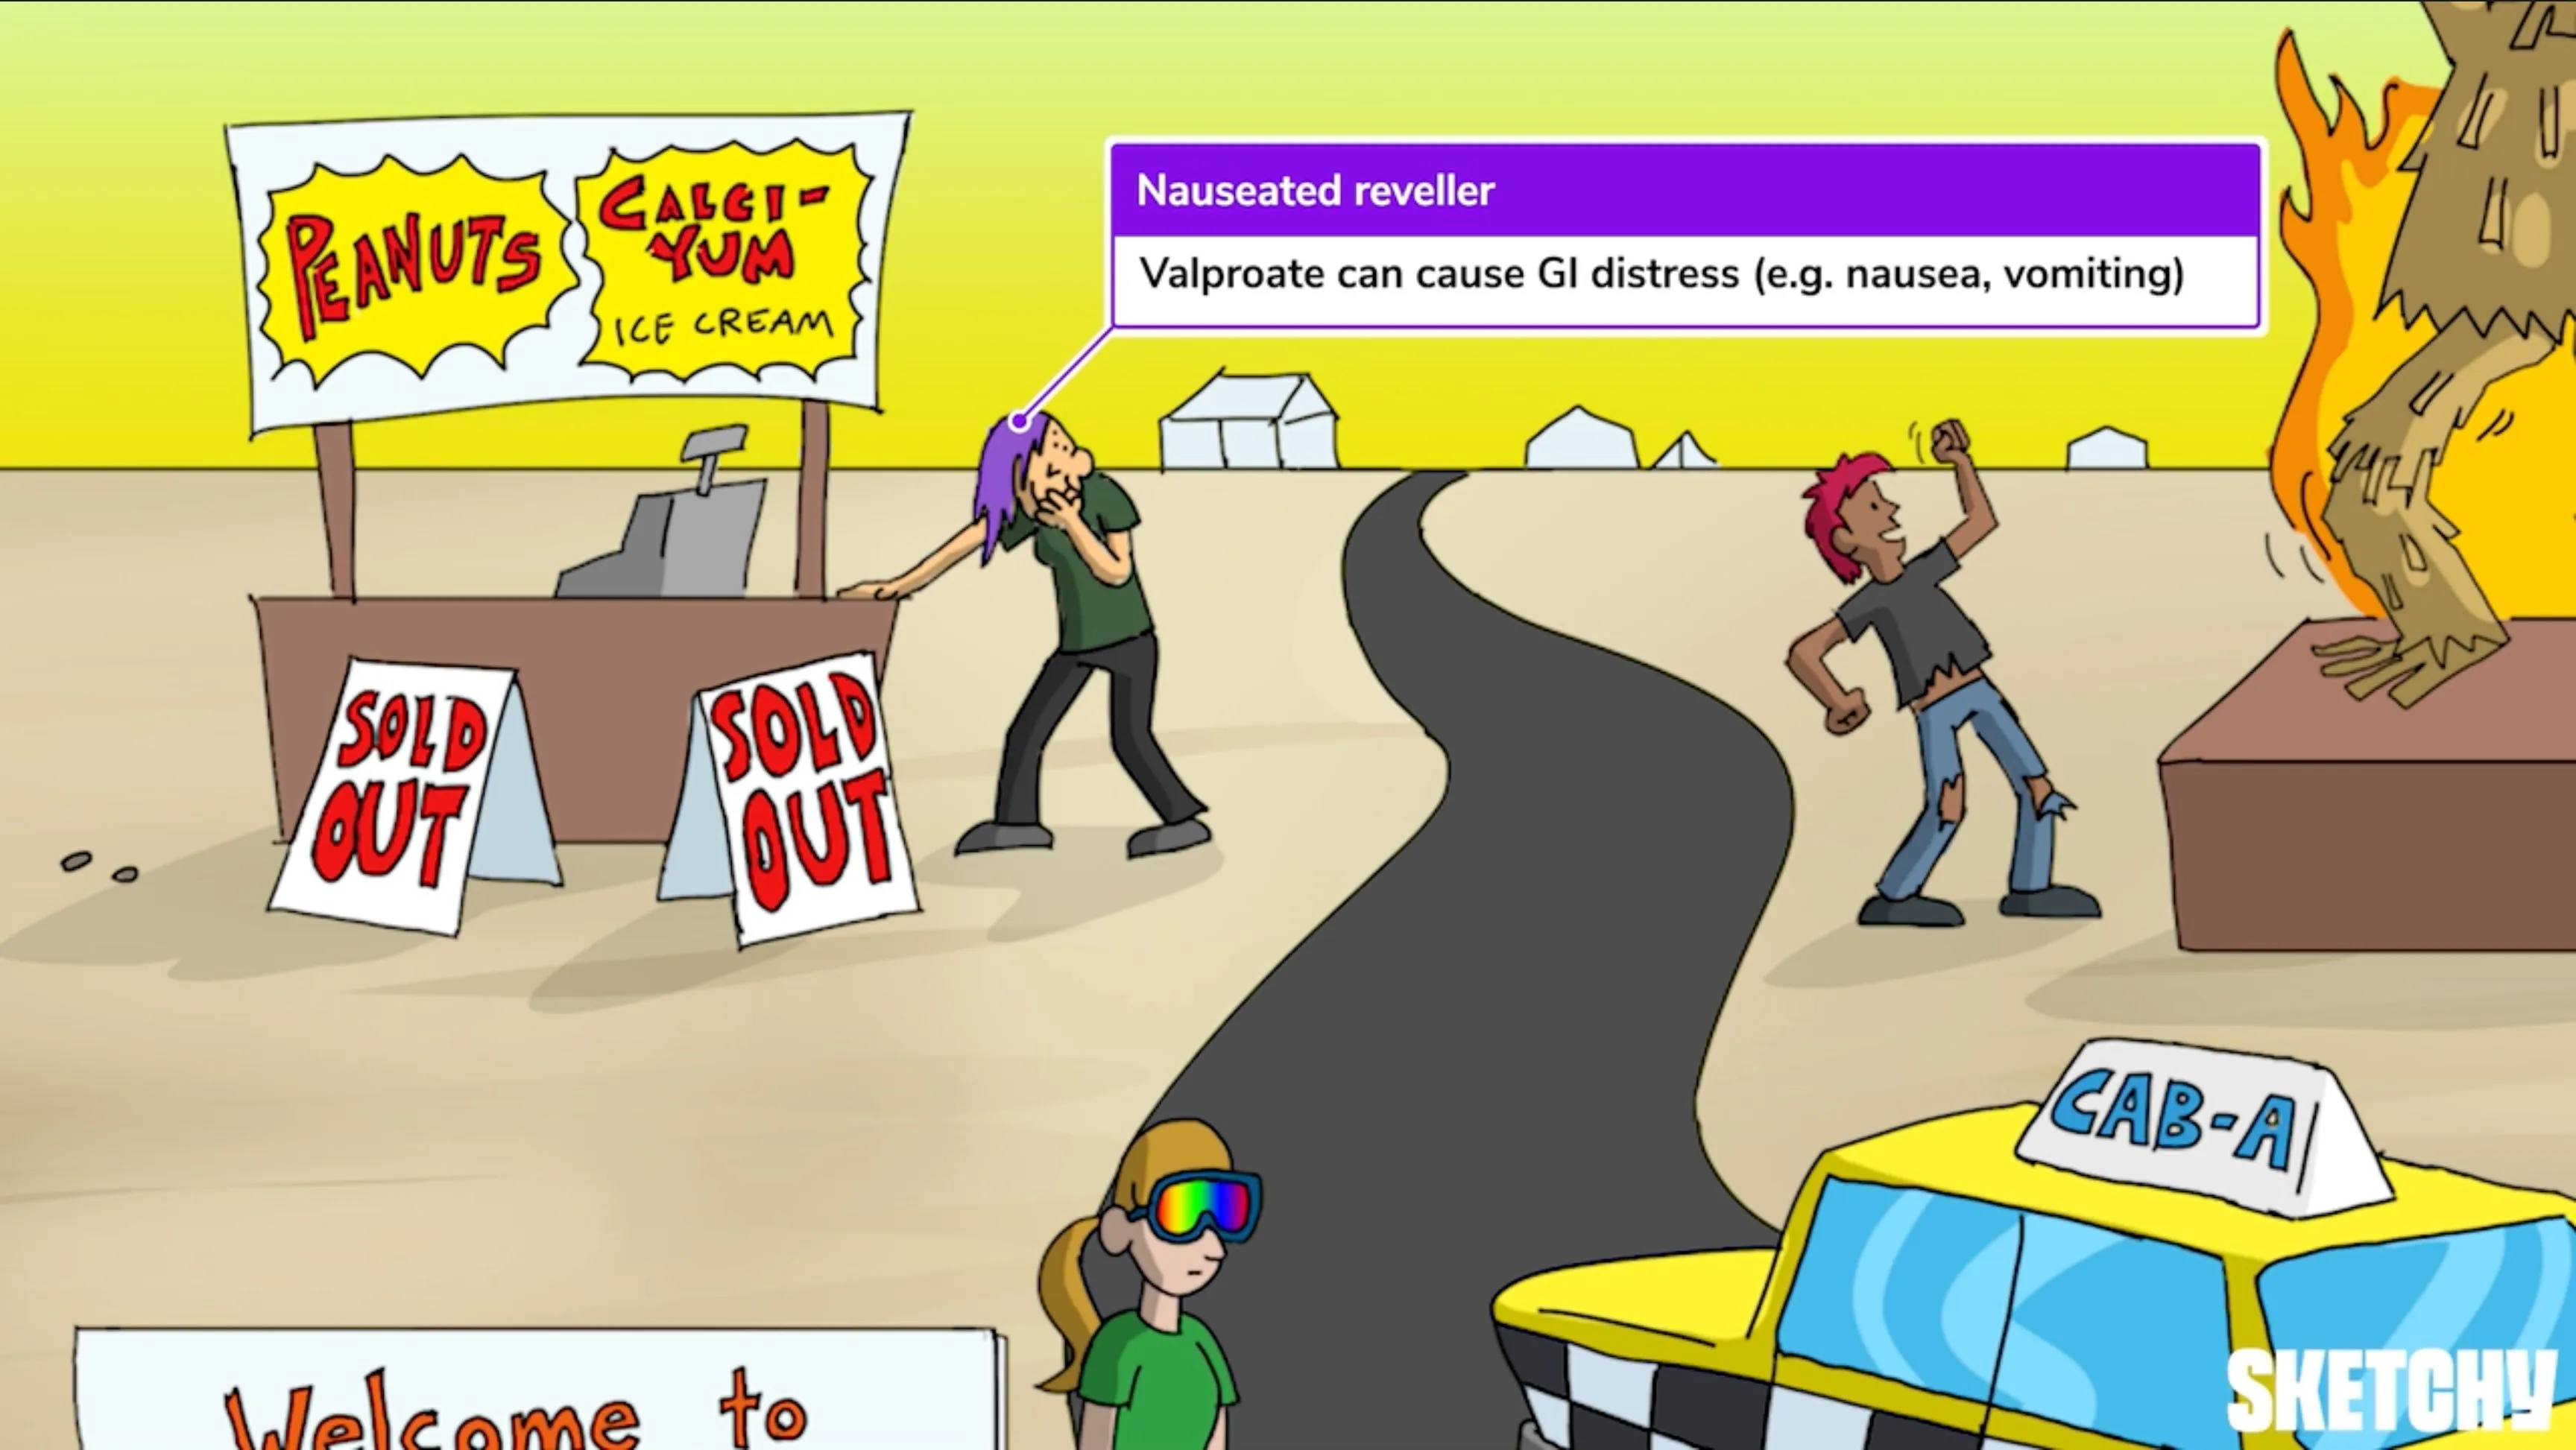 PEANUTS
CALCI-
YUM
ICE CREAM
Nauseated reveller
Valproate can cause GI distress (e.g. nausea, vomiting)
SOLD
OUT
SOLD
OUT
CAB-A
Welcome to
SKETCHY